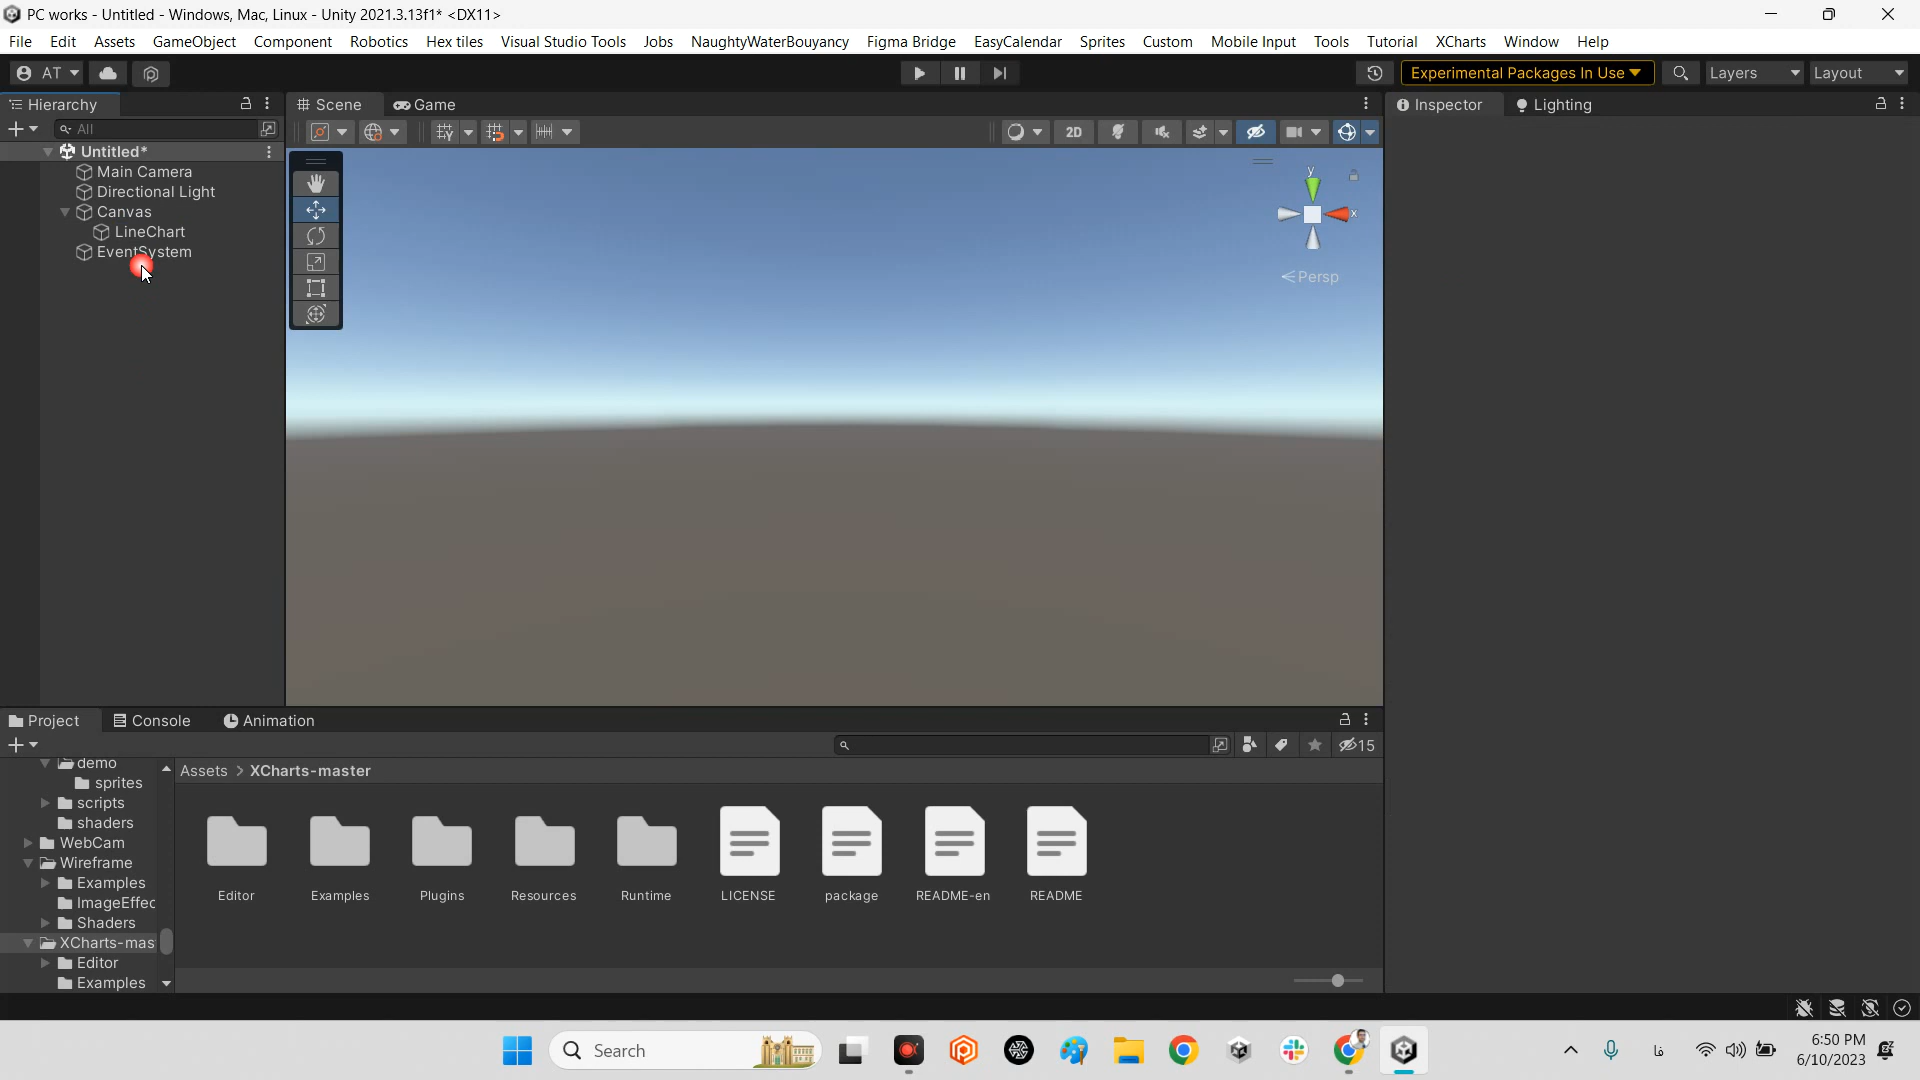 PC works - Untitled - Windows, Mac, Linux - Unity 2021.3.13f1* <DX11>
File Edit Assets GameObject Component Robotics Hex tiles Visual Studio Tools Jobs NaughtyWaterBouyancy Figma Bridge EasyCalendar Sprites Custom Mobile Input Tools Tutorial XCharts Window Help
AT Experimental Packages In Use Layers Layout
Hierarchy
All
Untitled*
Main Camera
Directional Light
Canvas
LineChart
EventSystem
Scene Game
2D
y
x
Persp
Inspector Lighting
Project Console Animation
15
demo
sprites
scripts
shaders
WebCam
Wireframe
Examples
ImageEffec
Shaders
XCharts-mas
Editor
Examples
Assets > XCharts-master
Editor Examples Plugins Resources Runtime LICENSE package README-en README
Search
فا
6:50 PM
6/10/2023